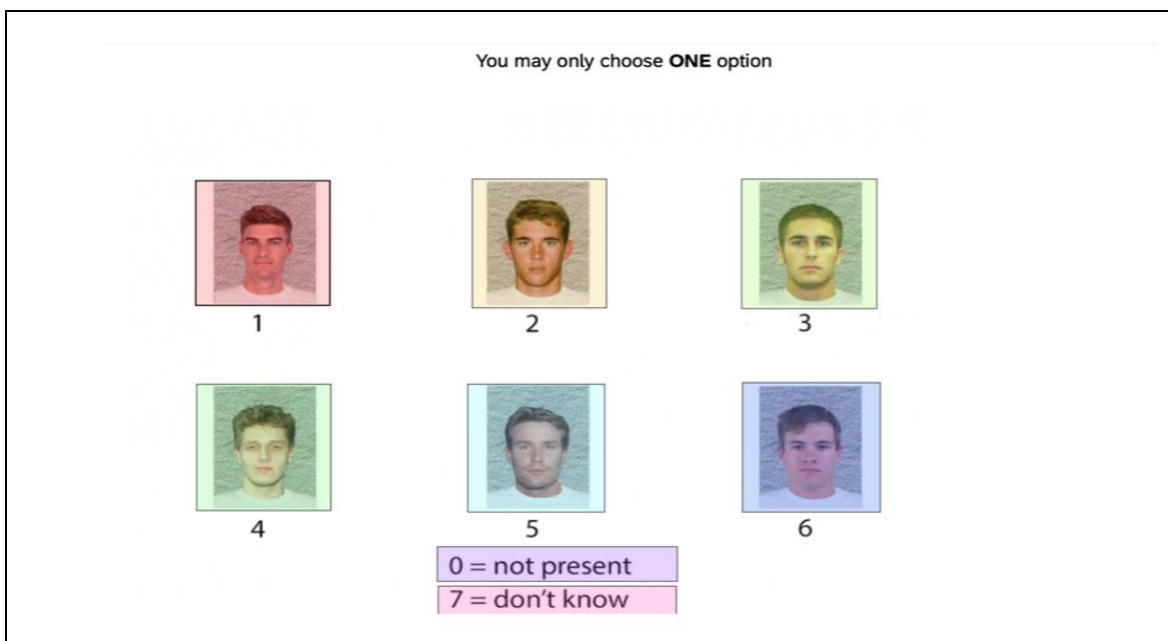 You may only choose ONE option
1 2 3
4 5 6
0 = not present
7 = don't know